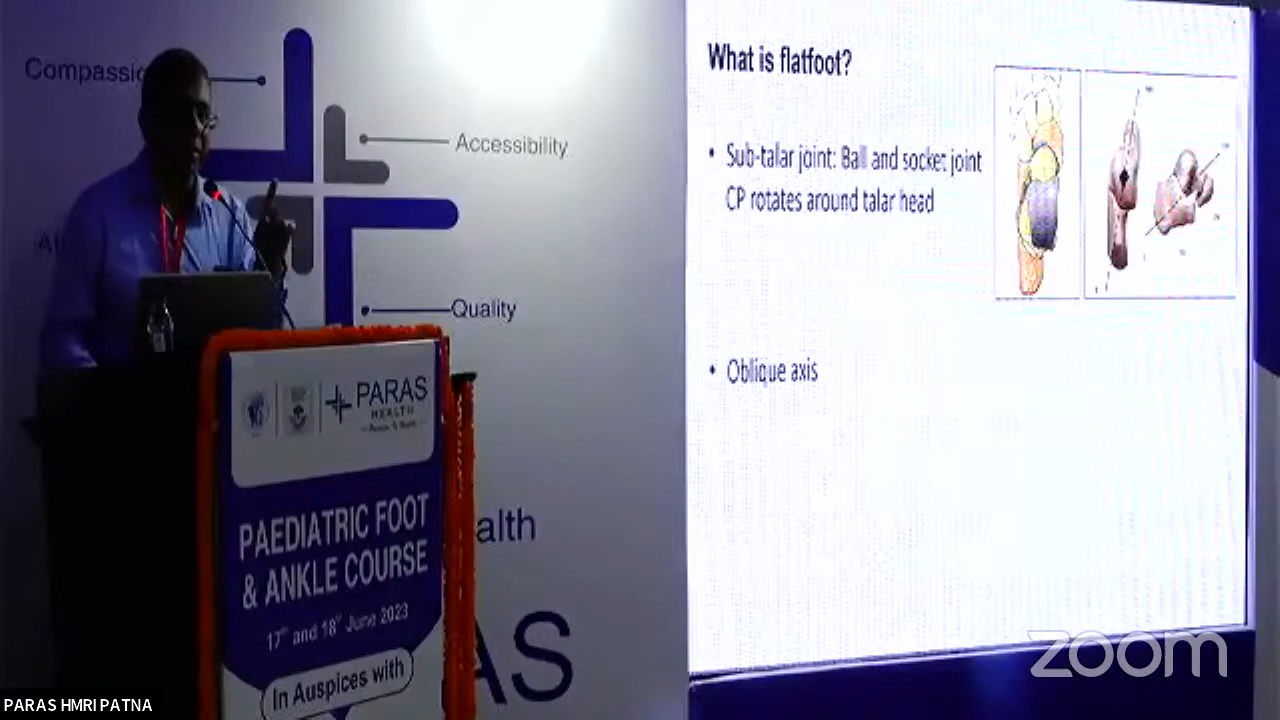 Accessibility
Quality
alth
AS
PARAS
HEALTH
PAEDIATRIC FOOT
& ANKLE COURSE
17th and 18th June 2023
In Auspices with
What is flatfoot?
• Sub-talar joint: Ball and socket joint
CP rotates around talar head
• Oblique axis
zoom
PARAS HMRI PATNA